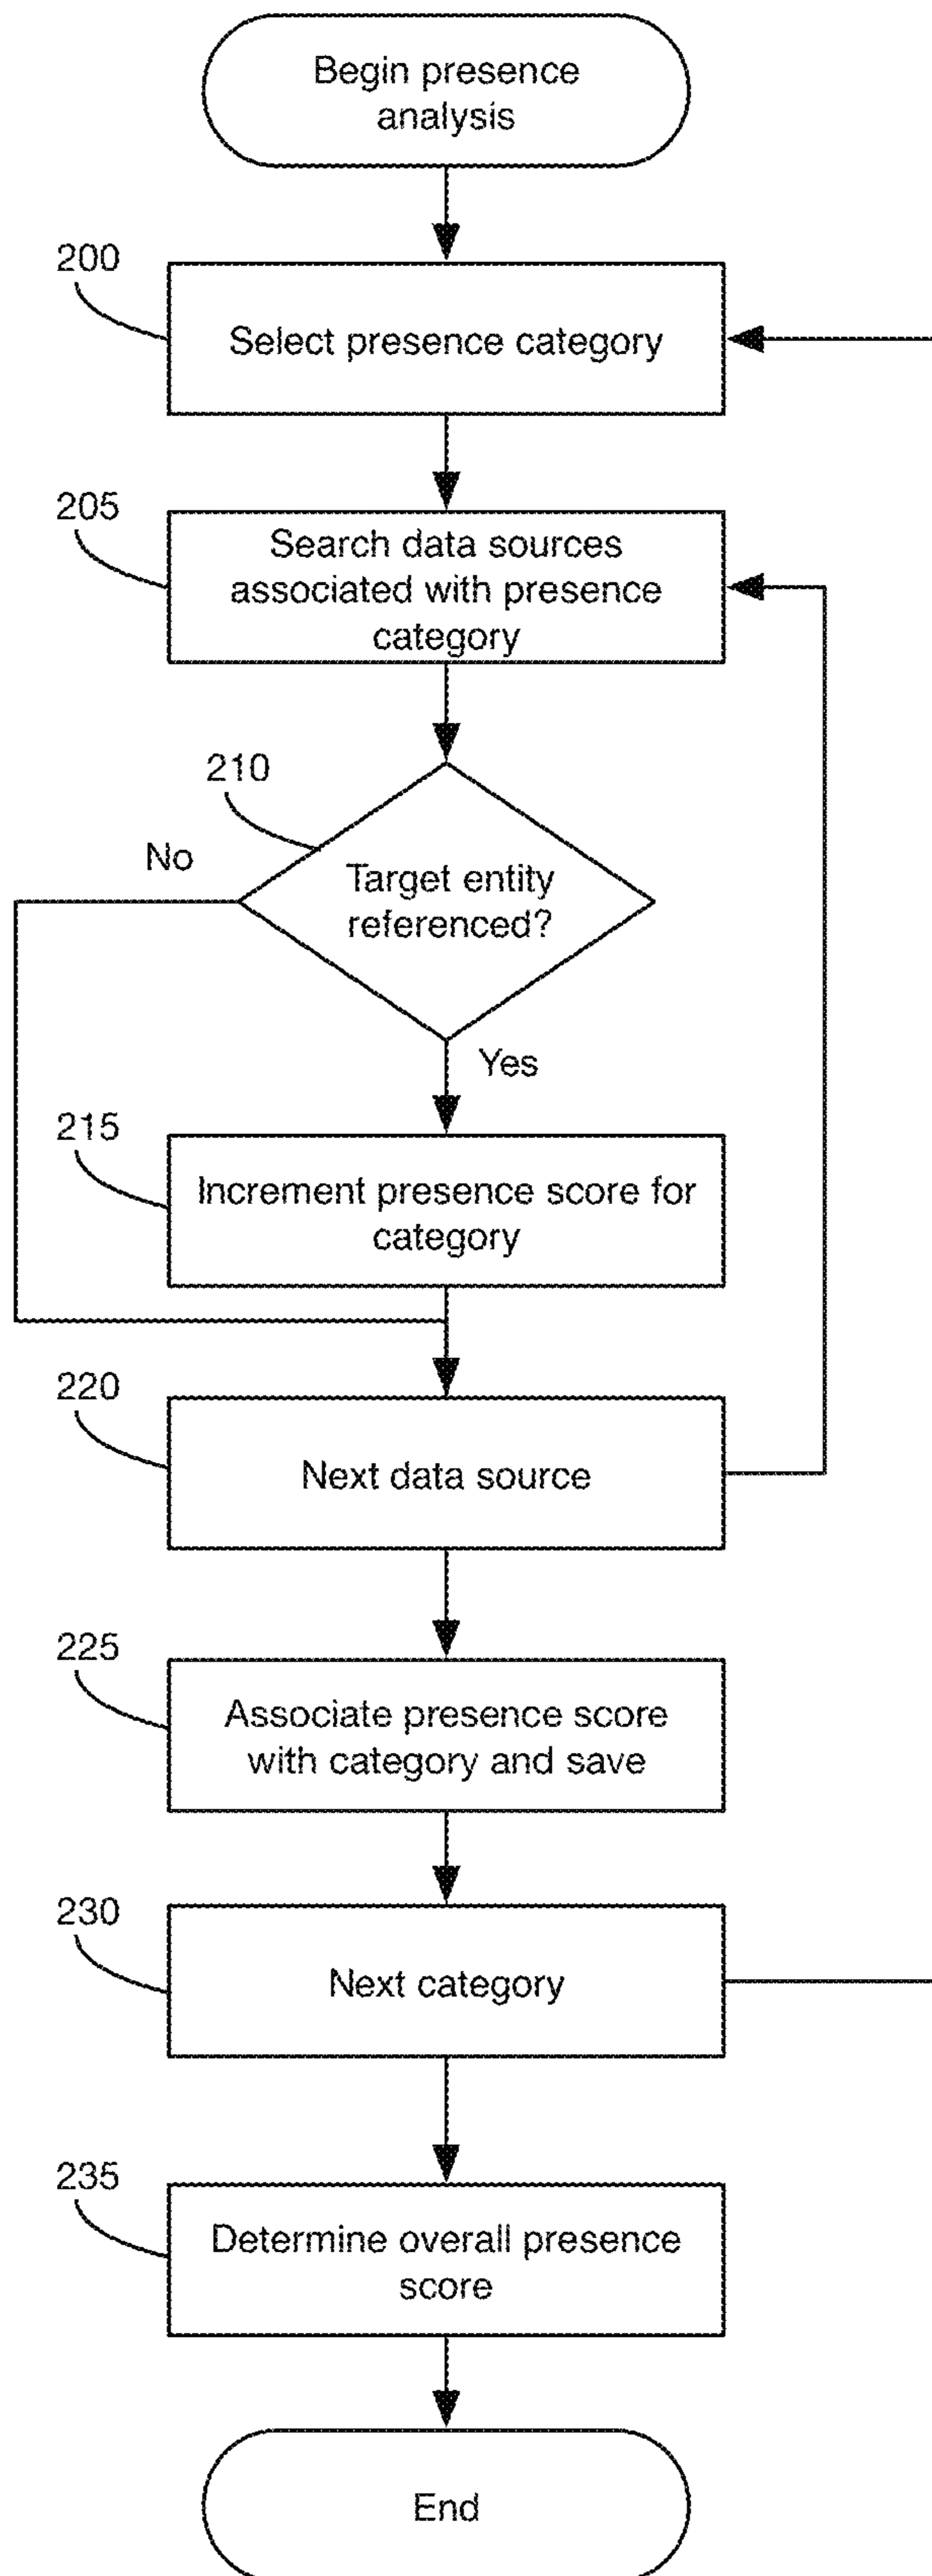 Begin presence
analysis
200
Select presence category
205
Search data sources
associated with presence
category
210
No
Target entity
referenced?
Yes
215
Increment presence score for
category
220
Next data source
225
Associate presence score
with category and save
230
Next category
235
Determine overall presence
score
End